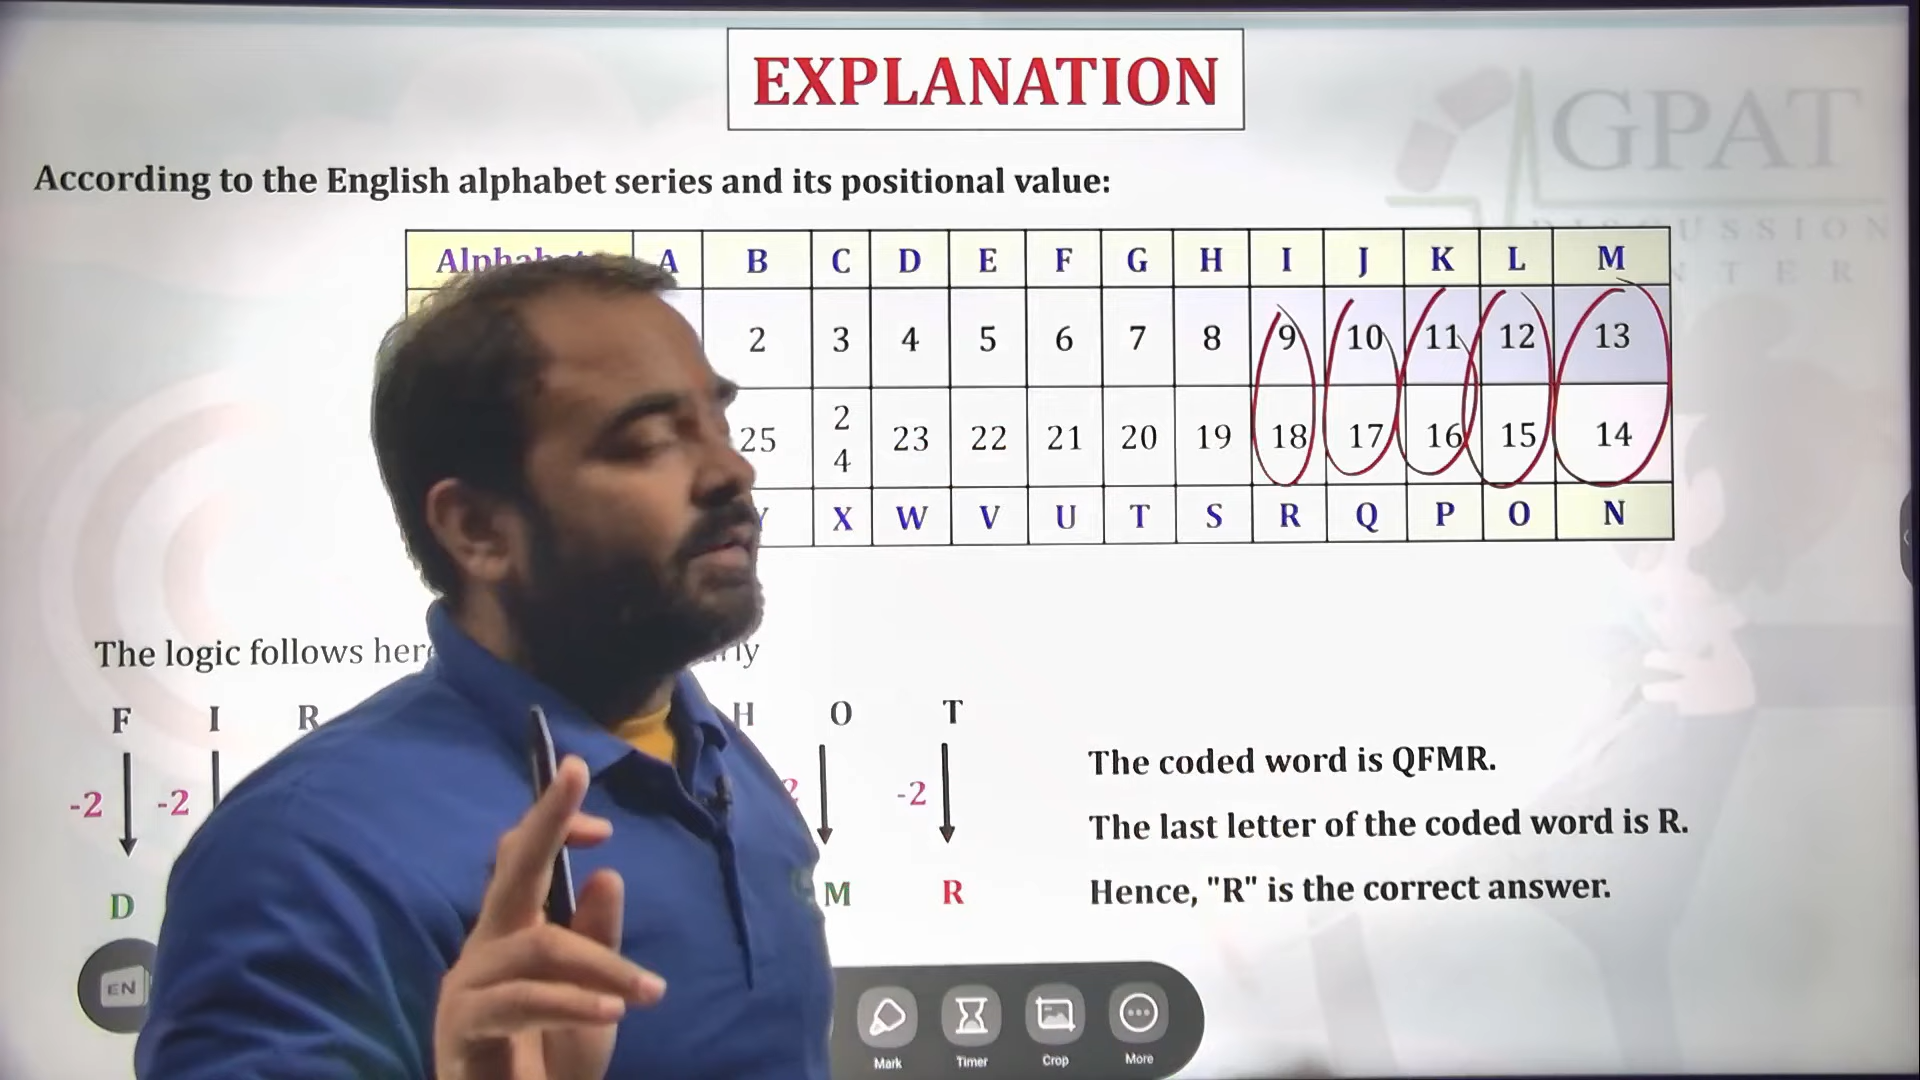 EXPLANATION
GPAT
DISCUSSION
According to the English alphabet series and its positional value:
Alphabet A B C D E F G H I J K L M
2 3 4 5 6 7 8 9 10 11 12 13
25 24 23 22 21 20 19 18 17 16 15 14
Y X W V U T S R Q P O N
The logic follows here
F I R H O T
-2 -2 -2
D M R
The coded word is QFMR.
The last letter of the coded word is R.
Hence, "R" is the correct answer.
EN
Mark Timer Crop More